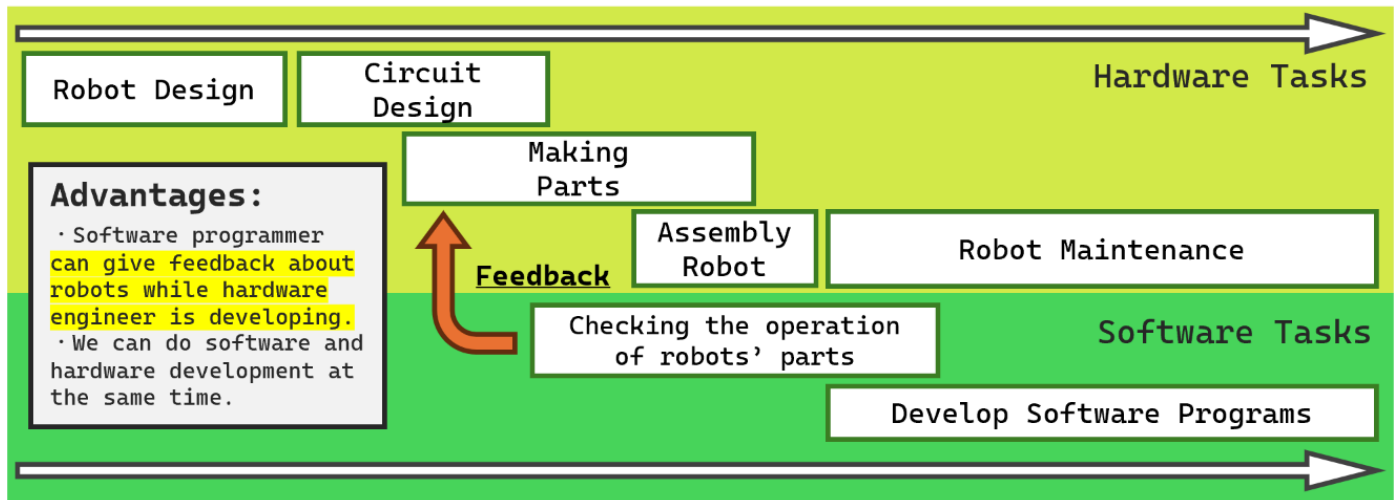 Hardware Tasks
Robot Design
Circuit
Design
Making
Parts
Advantages:
・Software programmer
can give feedback about
robots while hardware
engineer is developing.
・We can do software and
hardware development at
the same time.
Assembly
Robot
Robot Maintenance
Feedback
Software Tasks
Checking the operation
of robots’ parts
Develop Software Programs